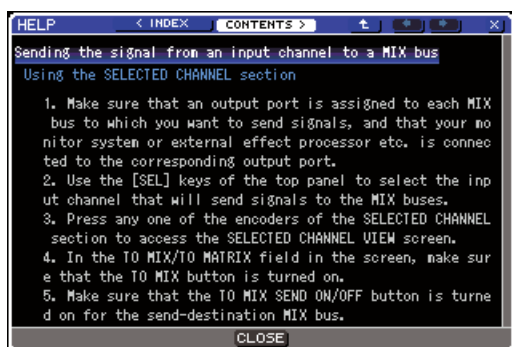 HELP < INDEX CONTENTS > X
Sending the signal from an input channel to a MIX bus
Using the SELECTED CHANNEL section
1. Make sure that an output port is assigned to each MIX
bus to which you want to send signals, and that your mo
nitor system or external effect processor etc. is connec
ted to the corresponding output port.
2. Use the [SEL] keys of the top panel to select the inp
ut channel that will send signals to the MIX buses.
3. Press any one of the encoders of the SELECTED CHANNEL
section to access the SELECTED CHANNEL VIEW screen.
4. In the TO MIX/TO MATRIX field in the screen, make sur
e that the TO MIX button is turned on.
5. Make sure that the TO MIX SEND ON/OFF button is turne
d on for the send-destination MIX bus.
CLOSE